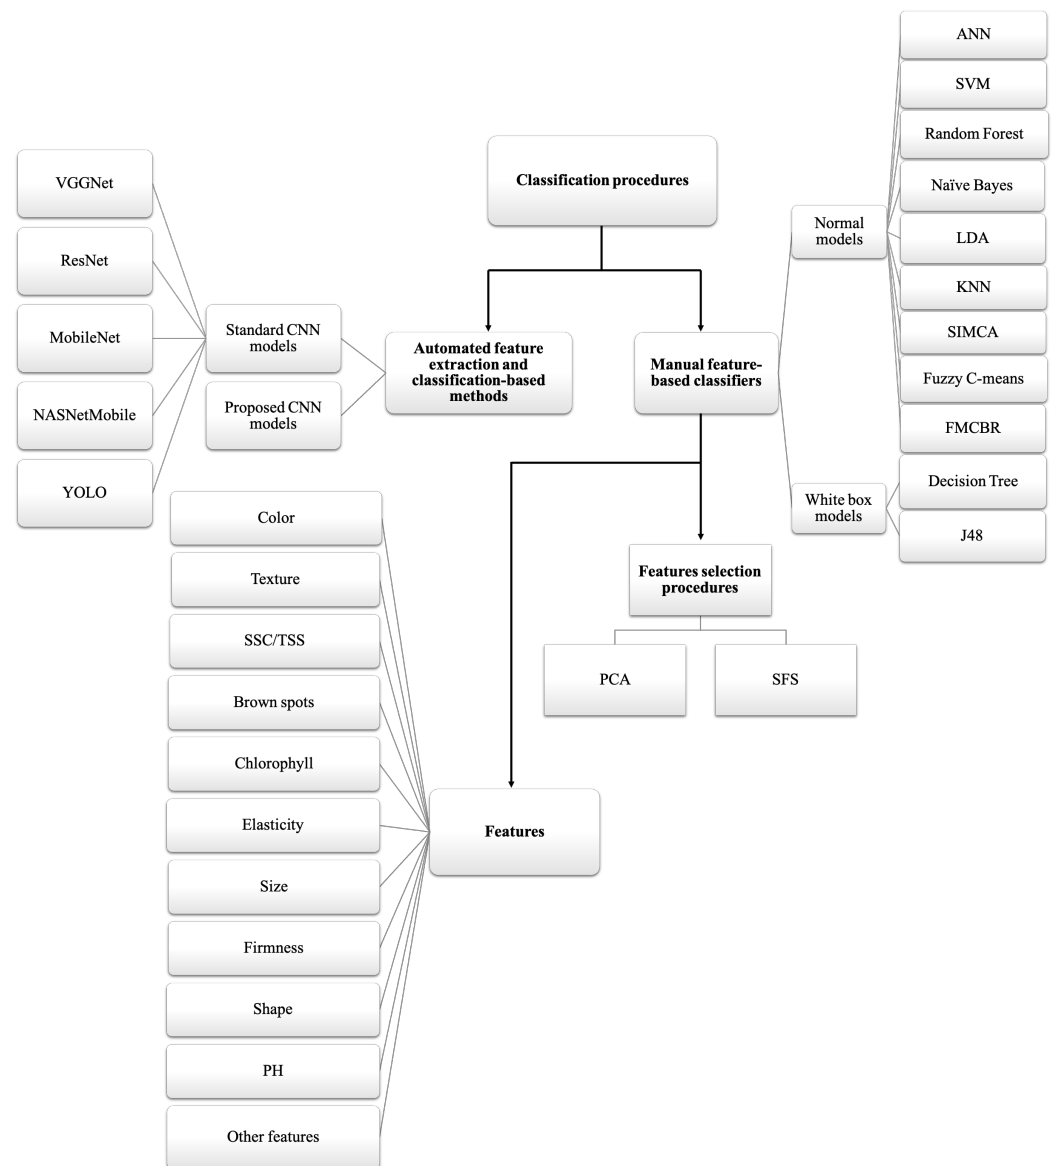 Classification procedures
Automated feature
extraction and
classification-based
methods
Standard CNN
models
VGGNet
ResNet
MobileNet
NASNetMobile
YOLO
Proposed CNN
models
Manual feature-
based classifiers
Normal
models
ANN
SVM
Random Forest
Naïve Bayes
LDA
KNN
SIMCA
Fuzzy C-means
FMCBR
White box
models
Decision Tree
J48
Features selection
procedures
PCA
SFS
Features
Color
Texture
SSC/TSS
Brown spots
Chlorophyll
Elasticity
Size
Firmness
Shape
PH
Other features